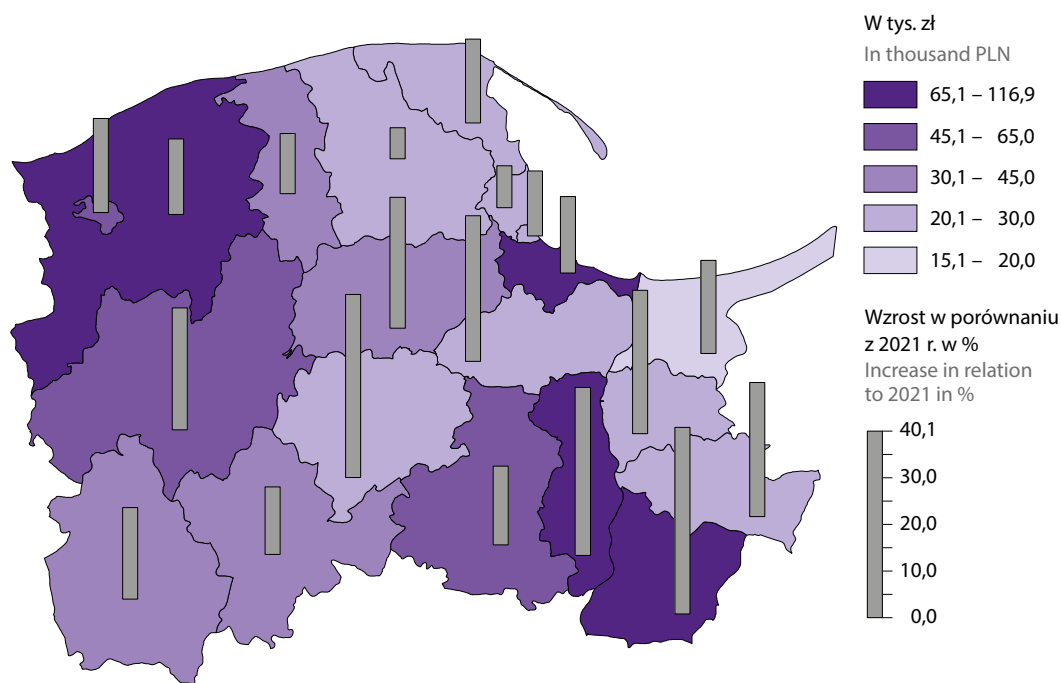 W tys. zł
In thousand PLN
65,1 – 116,9
45,1 – 65,0
30,1 – 45,0
20,1 – 30,0
15,1 – 20,0
Wzrost w porównaniu
z 2021 r. w %
Increase in relation
to 2021 in %
40,1
30,0
20,0
10,0
0,0